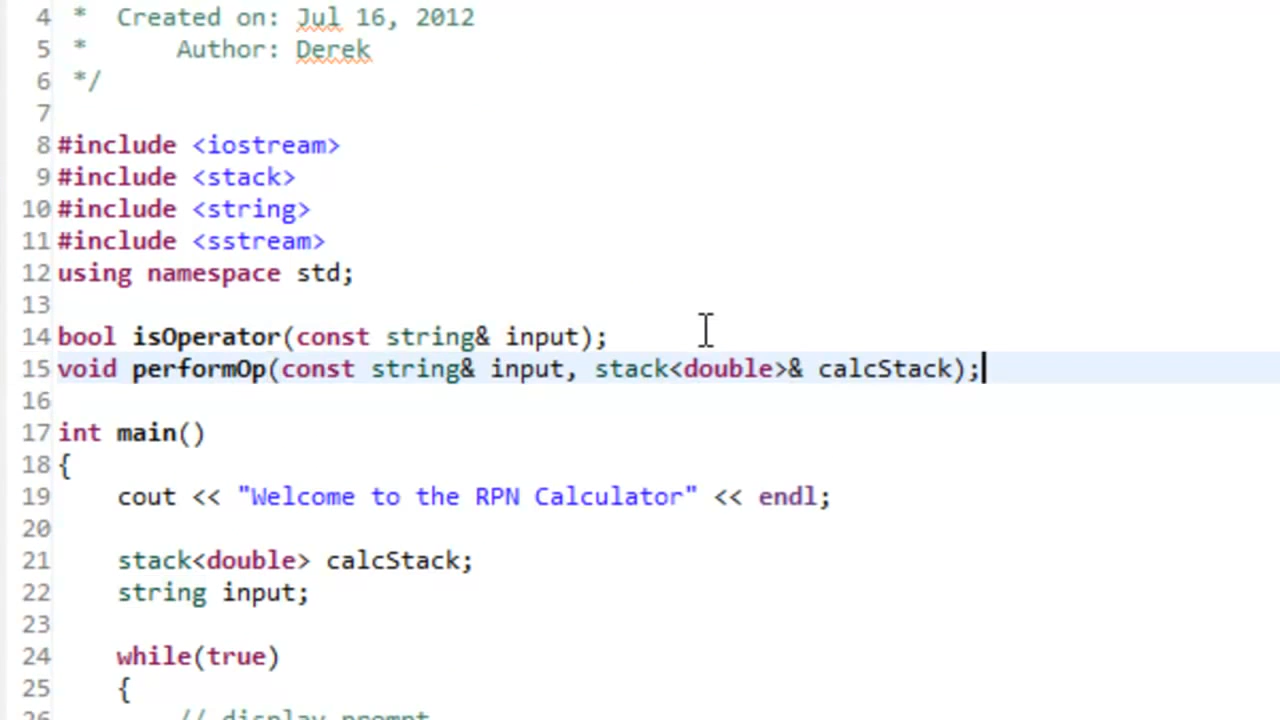 4 *  Created on: Jul 16, 2012
5 *      Author: Derek
6 */
7
8 #include <iostream>
9 #include <stack>
10 #include <string>
11 #include <sstream>
12 using namespace std;
13
14 bool isOperator(const string& input);
15 void performOp(const string& input, stack<double>& calcStack);
16
17 int main()
18 {
19     cout << "Welcome to the RPN Calculator" << endl;
20
21     stack<double> calcStack;
22     string input;
23
24     while(true)
25     {
26         // display prompt